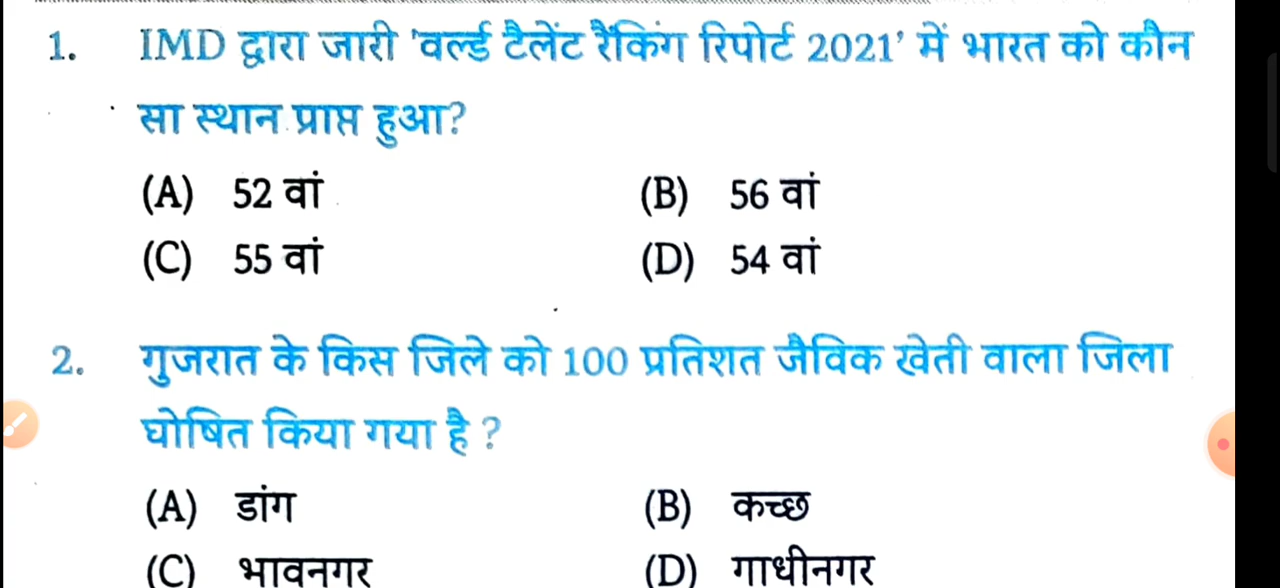 1. IMD द्वारा जारी 'वर्ल्ड टैलेंट रैंकिंग रिपोर्ट 2021' में भारत को कौन
सा स्थान प्राप्त हुआ?
(A) 52 वां (B) 56 वां
(C) 55 वां (D) 54 वां
2. गुजरात के किस जिले को 100 प्रतिशत जैविक खेती वाला जिला
घोषित किया गया है ?
(A) डांग (B) कच्छ
(C) भावनगर (D) गाधीनगर